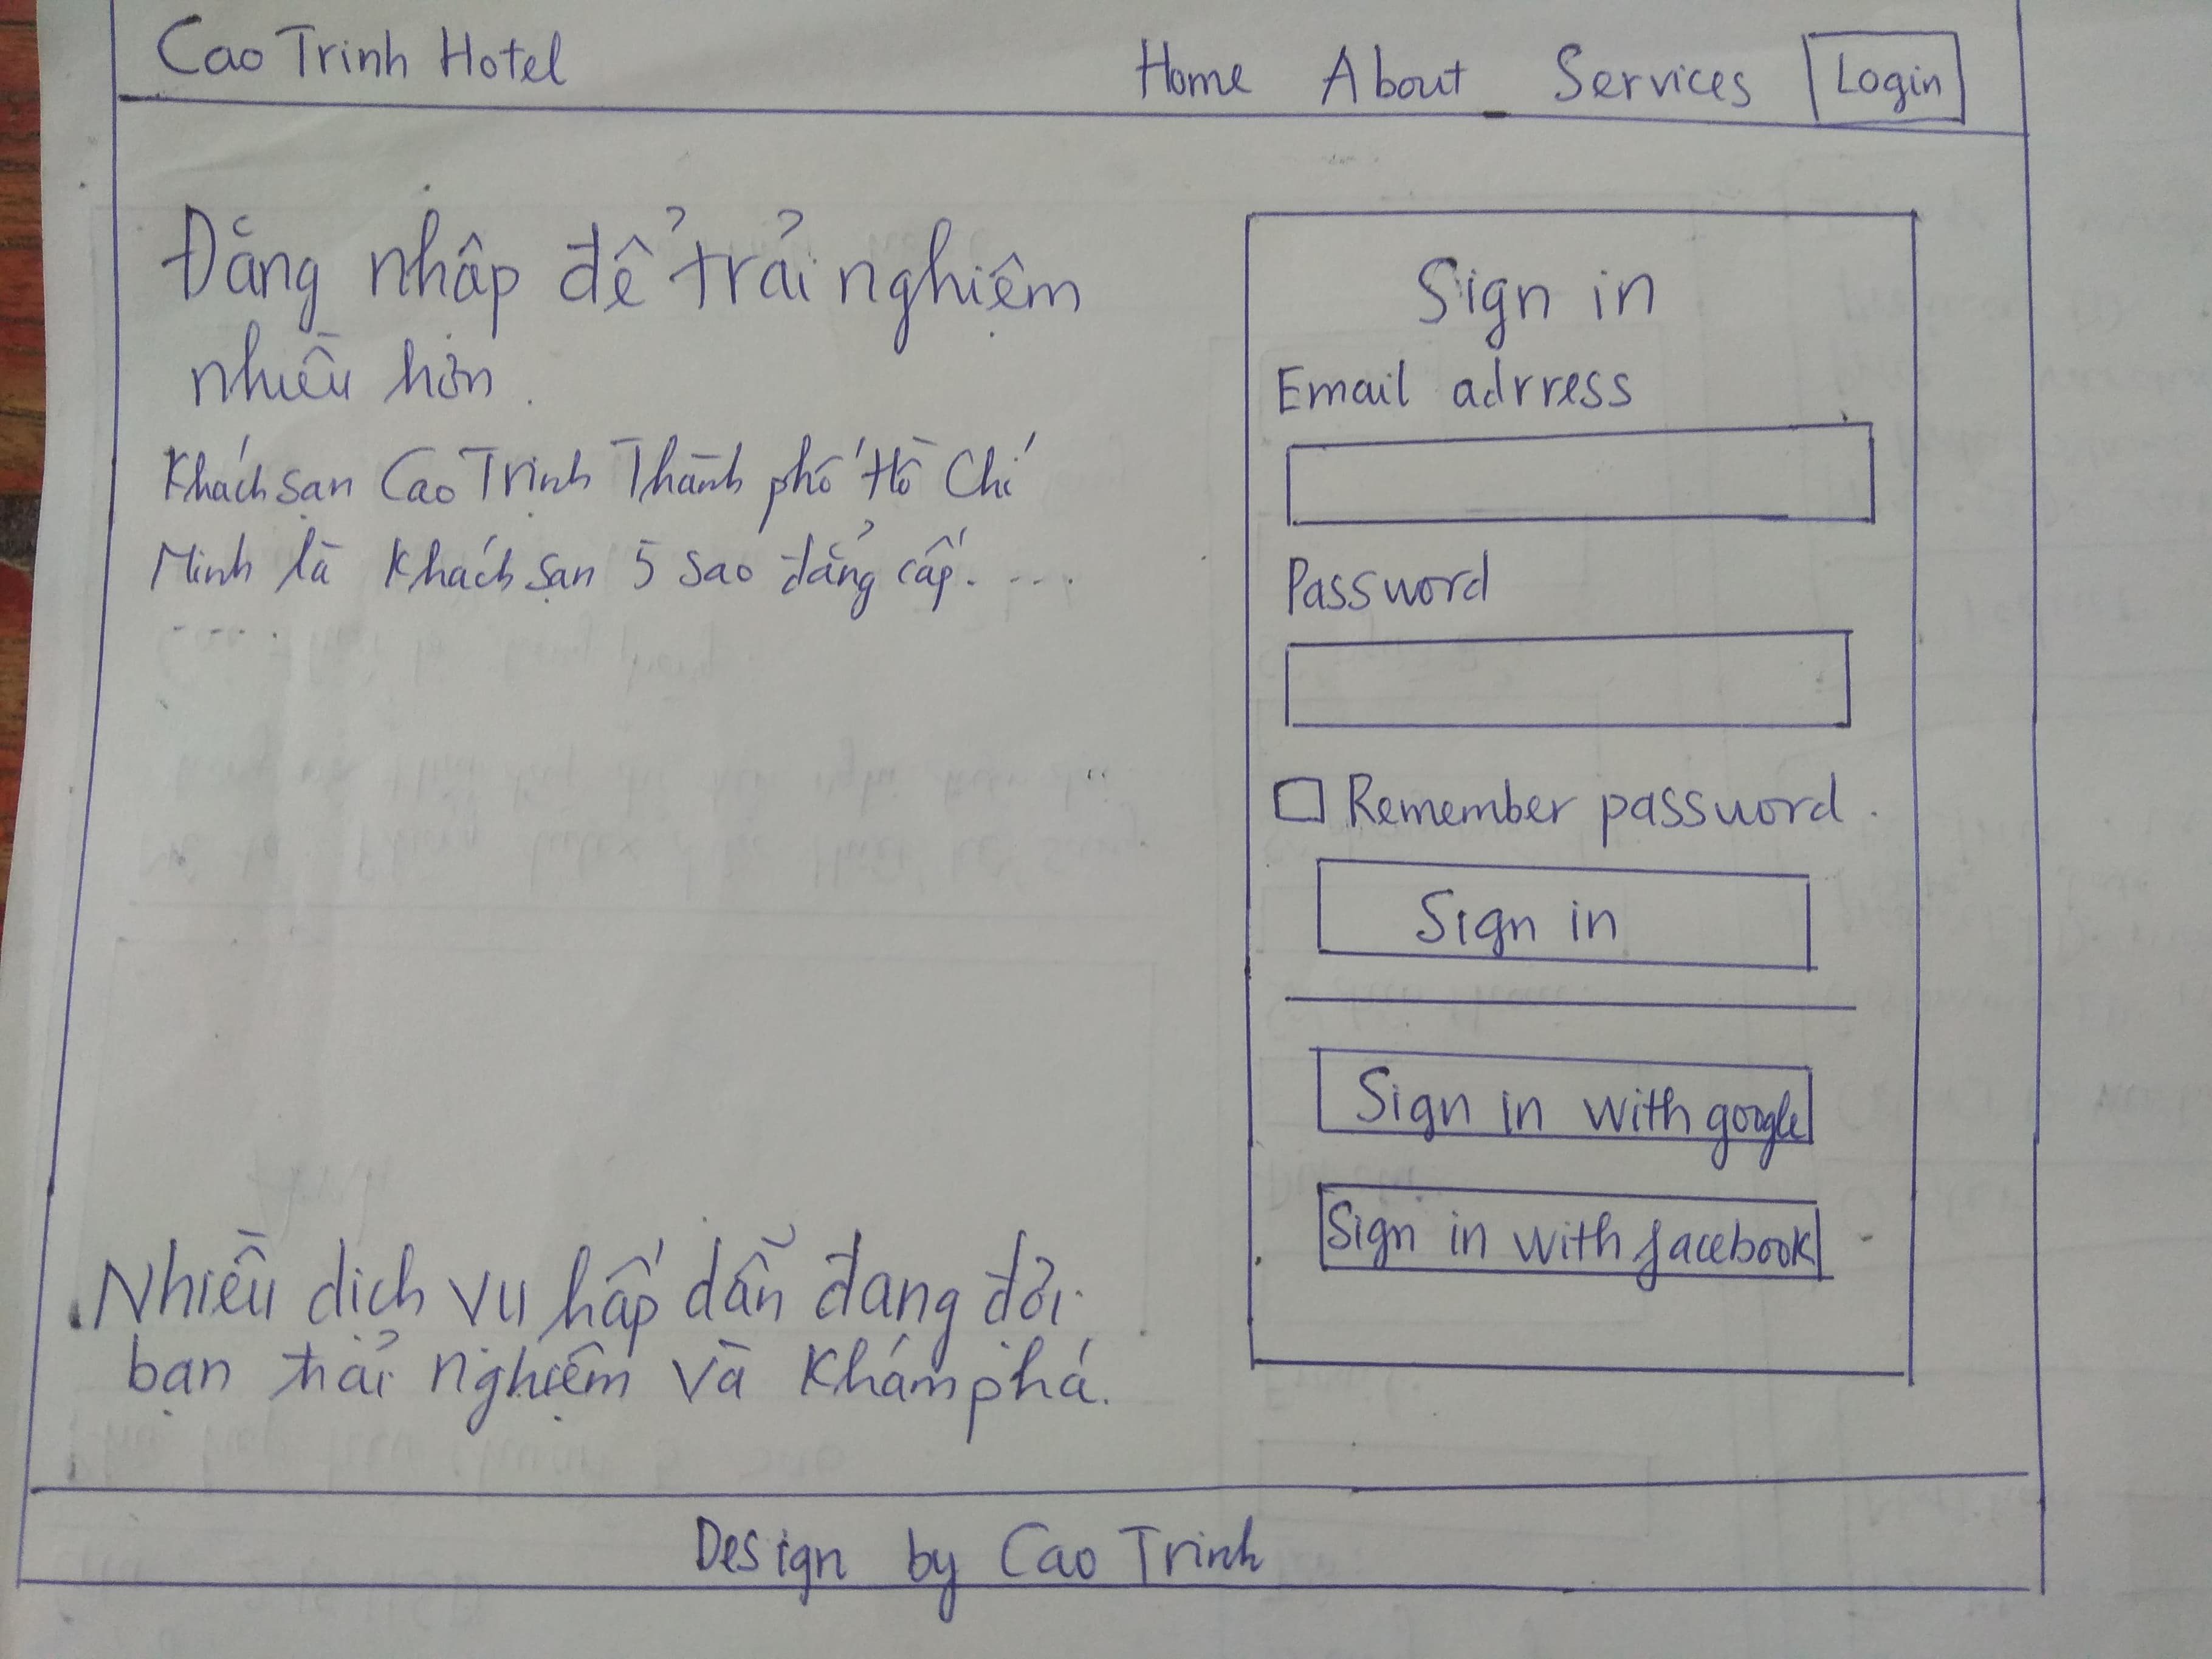 Cao Trinh Hotel
Home About Services Login
Đăng nhập để trải nghiệm
nhiều hơn.
Khách sạn Cao Trịnh Thành phố Hồ Chí
Minh là khách sạn 5 sao đẳng cấp. ...
....
Nhiều dịch vụ hấp dẫn đang đợi
bạn trải nghiệm và khám phá.
Sign in
Email adrress
Password
Remember password.
Sign in
Sign in with google
Sign in with facebook
Design by Cao Trinh